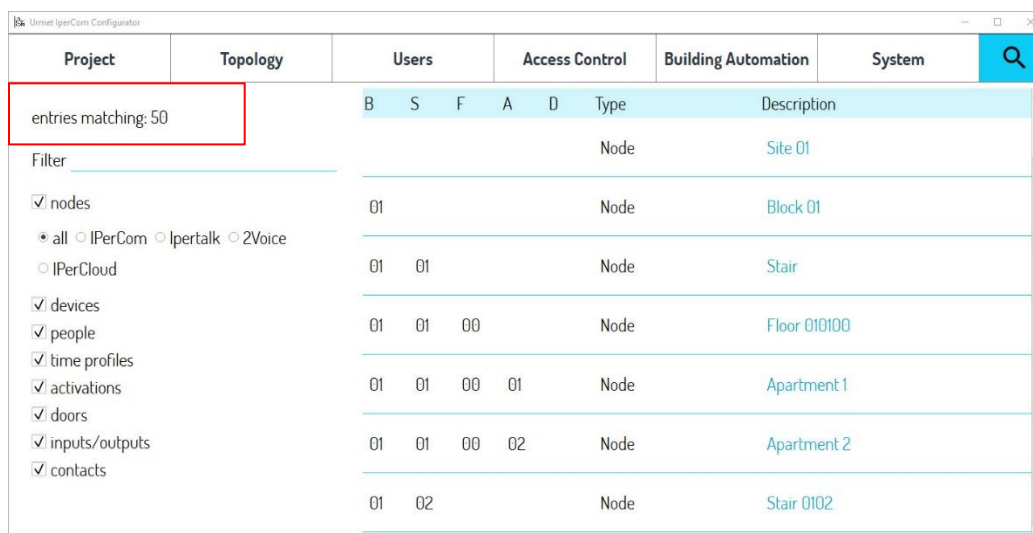 Urmet IperCom Configurator
Project Topology Users Access Control Building Automation System
entries matching: 50
Filter
nodes
all IPerCom Ipertalk 2Voice
IPerCloud
devices
people
time profiles
activations
doors
inputs/outputs
contacts
B S F A D Type Description
Node Site 01
01 Node Block 01
01 01 Node Stair
01 01 00 Node Floor 010100
01 01 00 01 Node Apartment 1
01 01 00 02 Node Apartment 2
01 02 Node Stair 0102